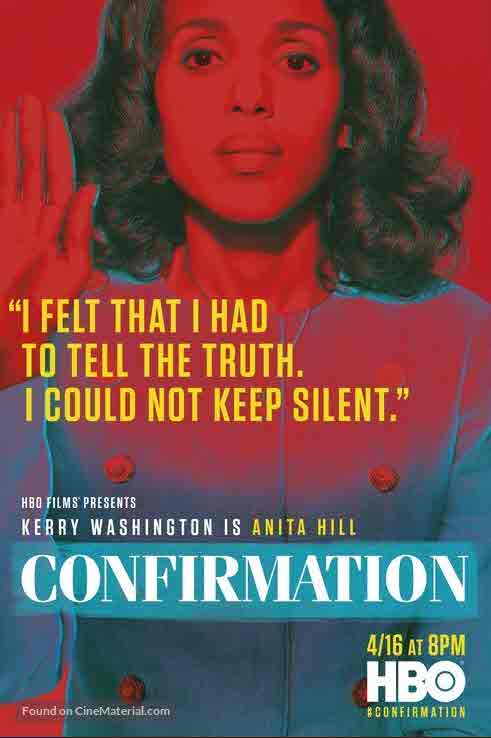 “I FELT THAT I HAD
TO TELL THE TRUTH.
I COULD NOT KEEP SILENT.”
HBO FILMS® PRESENTS
KERRY WASHINGTON IS ANITA HILL
CONFIRMATION
4/16 AT 8PM
HBO®
#CONFIRMATION
Found on CineMaterial.com